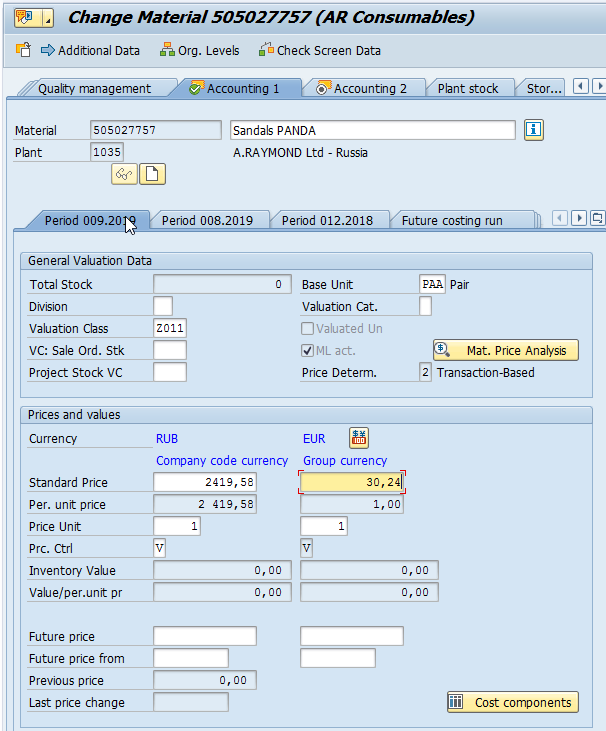 Change Material 505027757 (AR Consumables)
Additional Data Org. Levels Check Screen Data
Quality management Accounting 1 Accounting 2 Plant stock Stor...
Material 505027757 Sandals PANDA
Plant 1035 A.RAYMOND Ltd - Russia
Period 009.2019 Period 008.2019 Period 012.2018 Future costing run
General Valuation Data
Total Stock 0 Base Unit PAA Pair
Division Valuation Cat.
Valuation Class Z011 Valuated Un
VC: Sale Ord. Stk ML act. Mat. Price Analysis
Project Stock VC Price Determ. 2 Transaction-Based
Prices and values
Currency RUB EUR
Company code currency Group currency
Standard Price 2419,58 30,24
Per. unit price 2 419,58 1,00
Price Unit 1 1
Prc. Ctrl V V
Inventory Value 0,00 0,00
Value/per.unit pr 0,00 0,00
Future price
Future price from
Previous price 0,00
Last price change Cost components